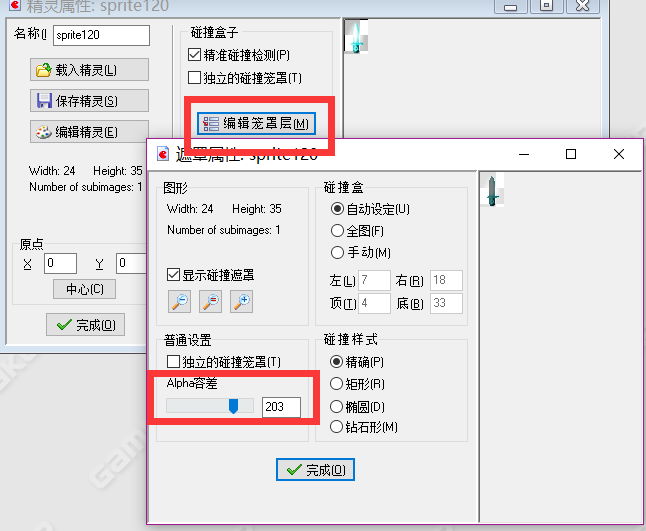 精灵属性: sprite120
名称(
sprite120
载入精灵(L)
保存精灵(S)
编辑精灵(E)
Width: 24 Height: 35
Number of subimages: 1
原点
X 0 Y 0
中心(C)
完成(O)
碰撞盒子
精准碰撞检测(P)
独立的碰撞笼罩(T)
编辑笼罩层(M)
遮罩属性: sprite120
图形
Width: 24 Height: 35
Number of subimages: 1
显示碰撞遮罩
普通设置
独立的碰撞笼罩(T)
Alpha容差
203
碰撞盒
自动设定(U)
全图(F)
手动(M)
左(L) 7 右(R) 18
顶(T) 4 底(B) 33
碰撞样式
精确(P)
矩形(R)
椭圆(D)
钻石形(M)
完成(O)